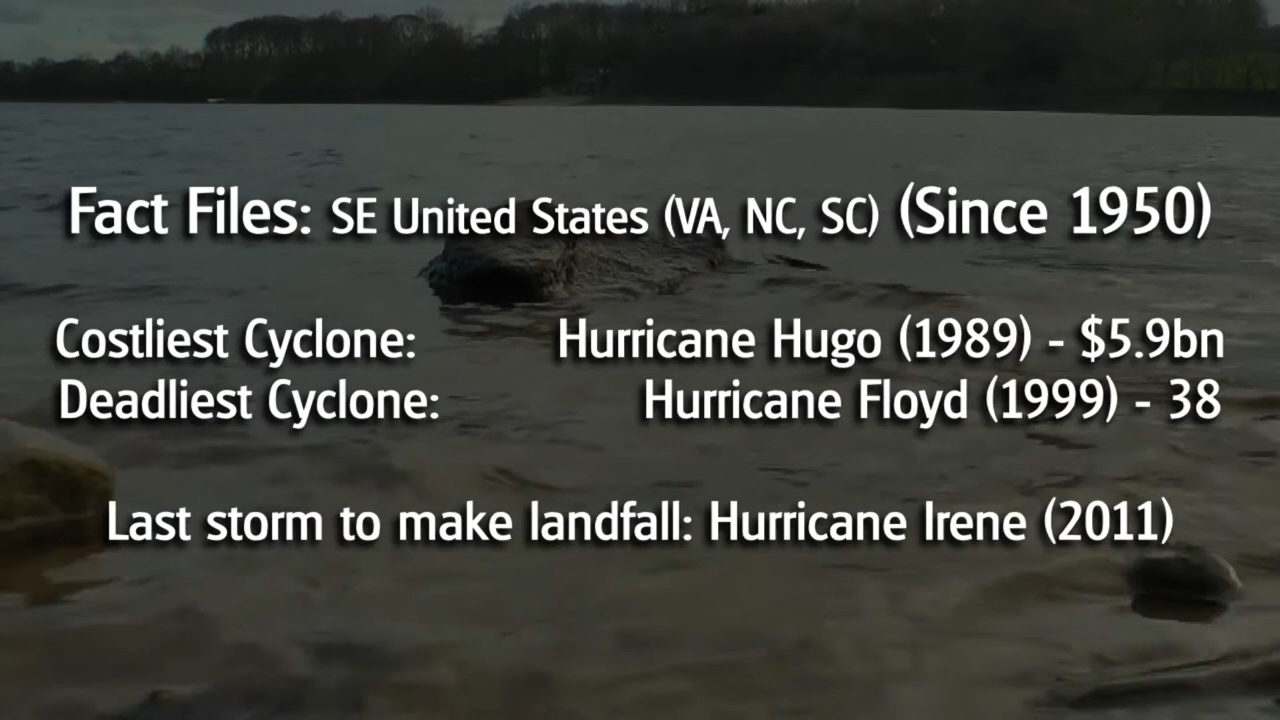 Fact Files: SE United States (VA, NC, SC) (Since 1950)
Costliest Cyclone: Hurricane Hugo (1989) - $5.9bn
Deadliest Cyclone: Hurricane Floyd (1999) - 38
Last storm to make landfall: Hurricane Irene (2011)